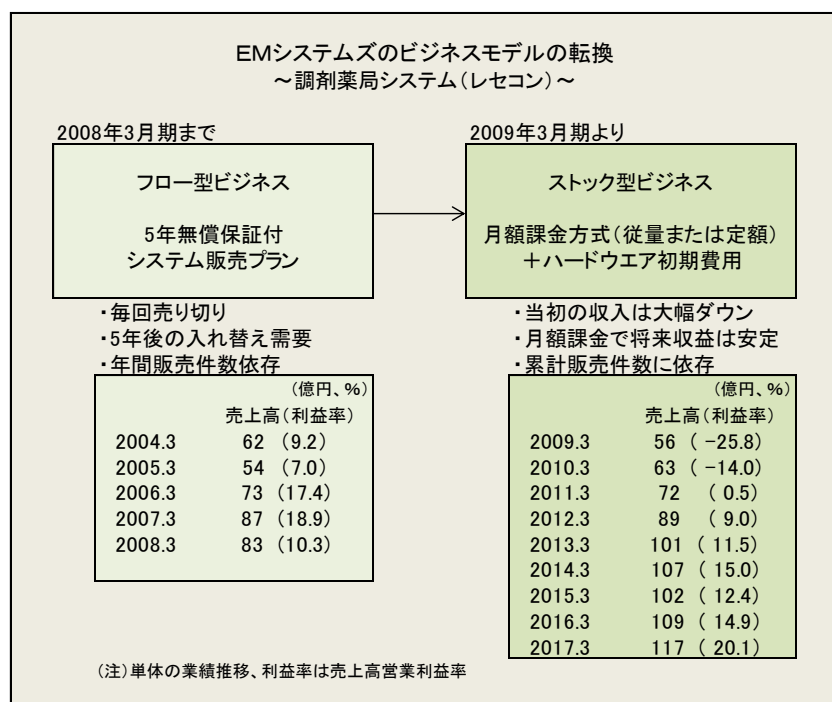 EMシステムズのビジネスモデルの転換
～調剤薬局システム（レセコン）～
2008年3月期まで
フロー型ビジネス
5年無償保証付
システム販売プラン
・毎回売り切り
・5年後の入れ替え需要
・年間販売件数依存
（億円、％）
売上高（利益率）
2004.3 62 （9.2）
2005.3 54 （7.0）
2006.3 73 （17.4）
2007.3 87 （18.9）
2008.3 83 （10.3）
2009年3月期より
ストック型ビジネス
月額課金方式（従量または定額）
＋ハードウエア初期費用
・当初の収入は大幅ダウン
・月額課金で将来収益は安定
・累計販売件数に依存
（億円、％）
売上高（利益率）
2009.3 56 （ -25.8）
2010.3 63 （ -14.0）
2011.3 72 （ 0.5）
2012.3 89 （ 9.0）
2013.3 101 （ 11.5）
2014.3 107 （ 15.0）
2015.3 102 （ 12.4）
2016.3 109 （ 14.9）
2017.3 117 （ 20.1）
（注）単体の業績推移、利益率は売上高営業利益率